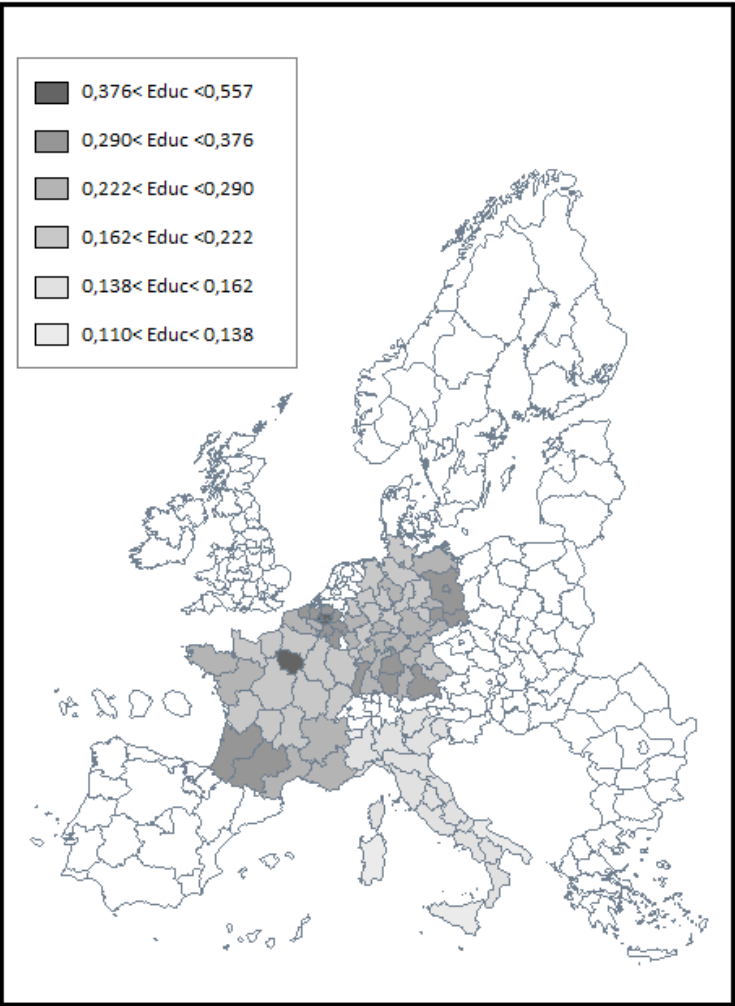 0,376< Educ <0,557
0,290< Educ <0,376
0,222< Educ <0,290
0,162< Educ <0,222
0,138< Educ< 0,162
0,110< Educ< 0,138